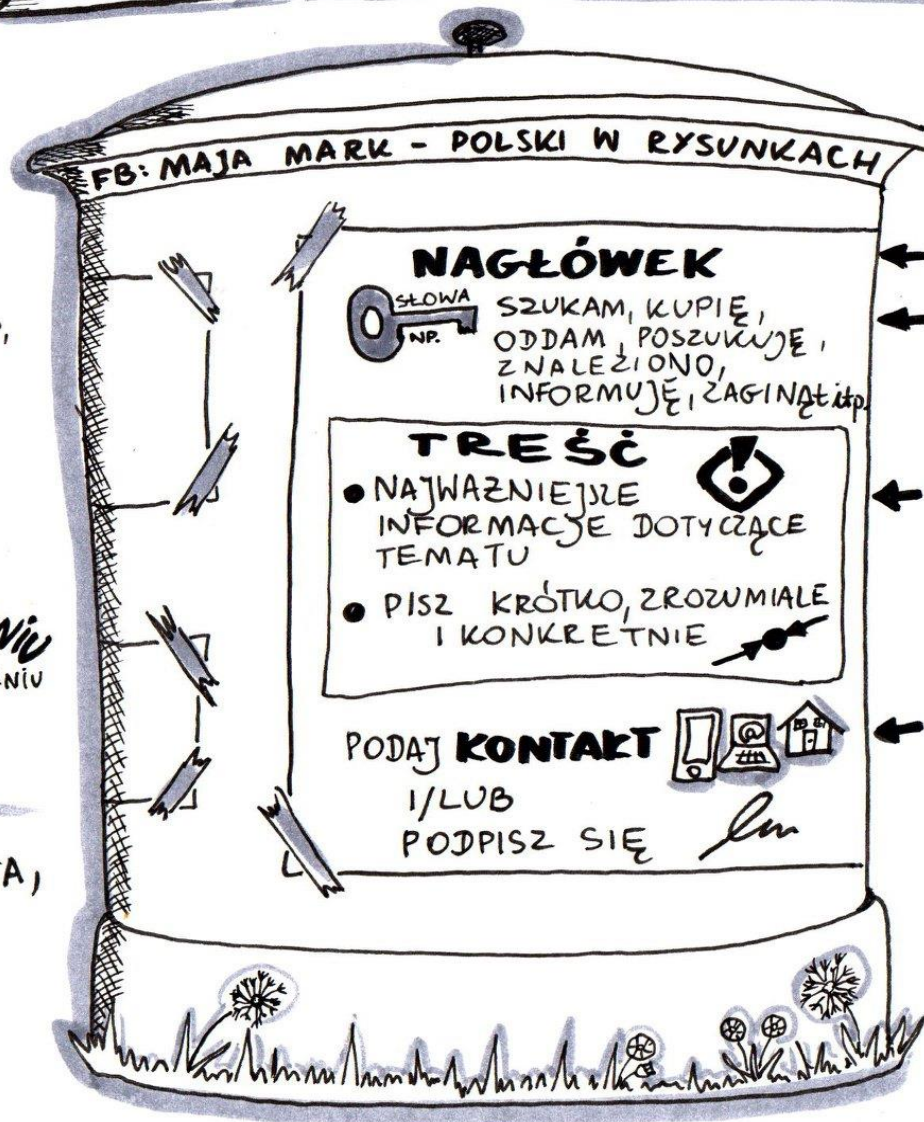 FB: MAJA MARK - POLSKI W RYSUNKACH
NAGŁÓWEK
SŁOWA
NP.
SZUKAM, KUPIĘ,
ODDAM, POSZUKUJĘ,
ZNALEZIONO,
INFORMUJĘ, ZAGINĄŁ itp.
TREŚĆ
• NAJWAŻNIEJSZE
INFORMACJE DOTYCZĄCE
TEMATU
• PISZ KRÓTKO, ZROZUMIALE
I KONKRETNIE
PODAJ KONTAKT
@
I/LUB
PODPISZ SIĘ